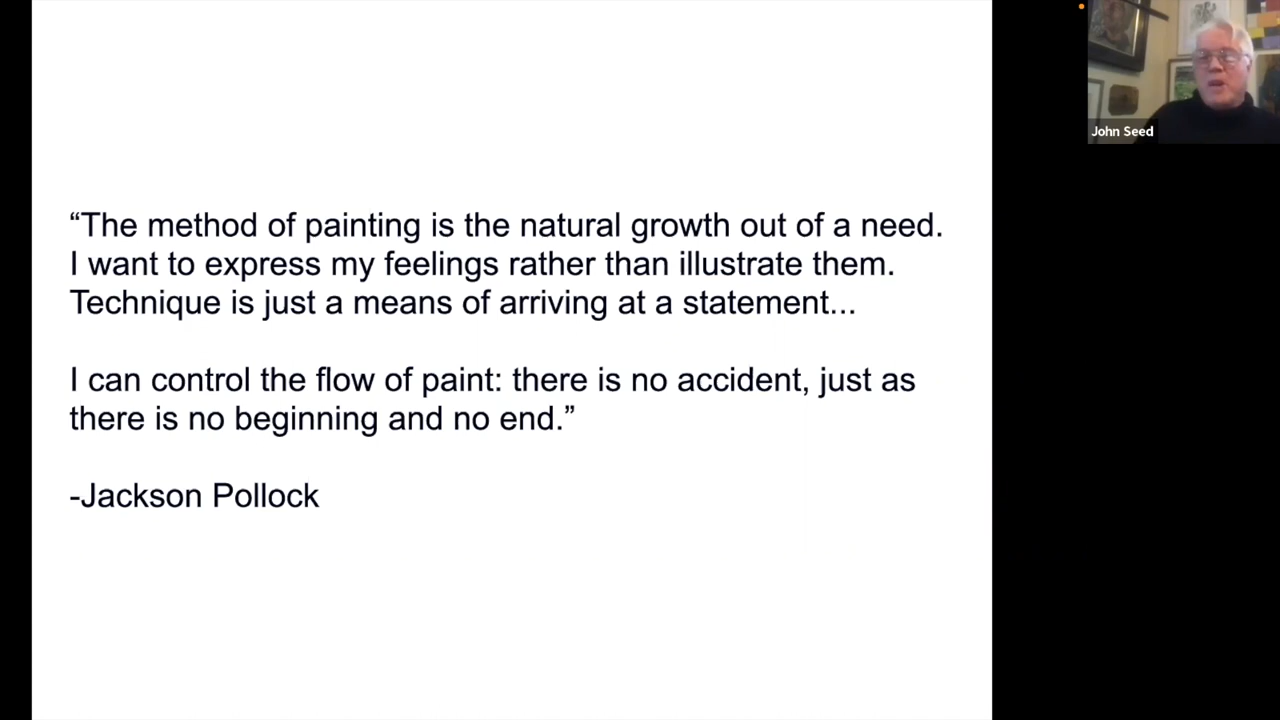 “The method of painting is the natural growth out of a need.
I want to express my feelings rather than illustrate them.
Technique is just a means of arriving at a statement...
I can control the flow of paint: there is no accident, just as
there is no beginning and no end.”
-Jackson Pollock
John Seed